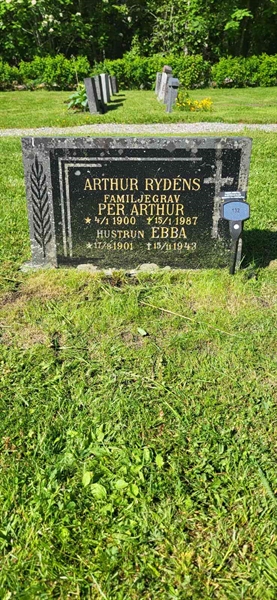 ARTHUR RYDÉNS
FAMILJEGRAV
PER ARTHUR
★ 4/1 1900 † 15/1 1987
HUSTRUN EBBA
★ 17/8 1901 † 15/11 1943